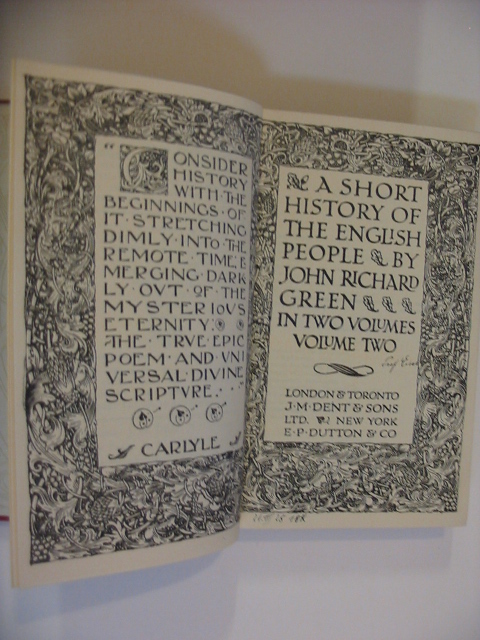 "CONSIDER
HISTORY
WITH·THE
BEGINNINGS·OF
IT·STRETCHING
DIMLY·INTO·THE
REMOTE·TIME;E
MERGING·DARK
LY·OVT·OF·THE
MYSTERIOVS
ETERNITY:
THE·TRVE·EPIC
POEM·AND·VNI
VERSAL·DIVINE
SCRIPTVRE.
CARLYLE
A SHORT
HISTORY OF
THE ENGLISH
PEOPLE BY
JOHN RICHARD
GREEN
IN TWO VOLUMES
VOLUME TWO
LONDON & TORONTO
J·M·DENT & SONS
LTD. NEW YORK
E·P·DUTTON & CO